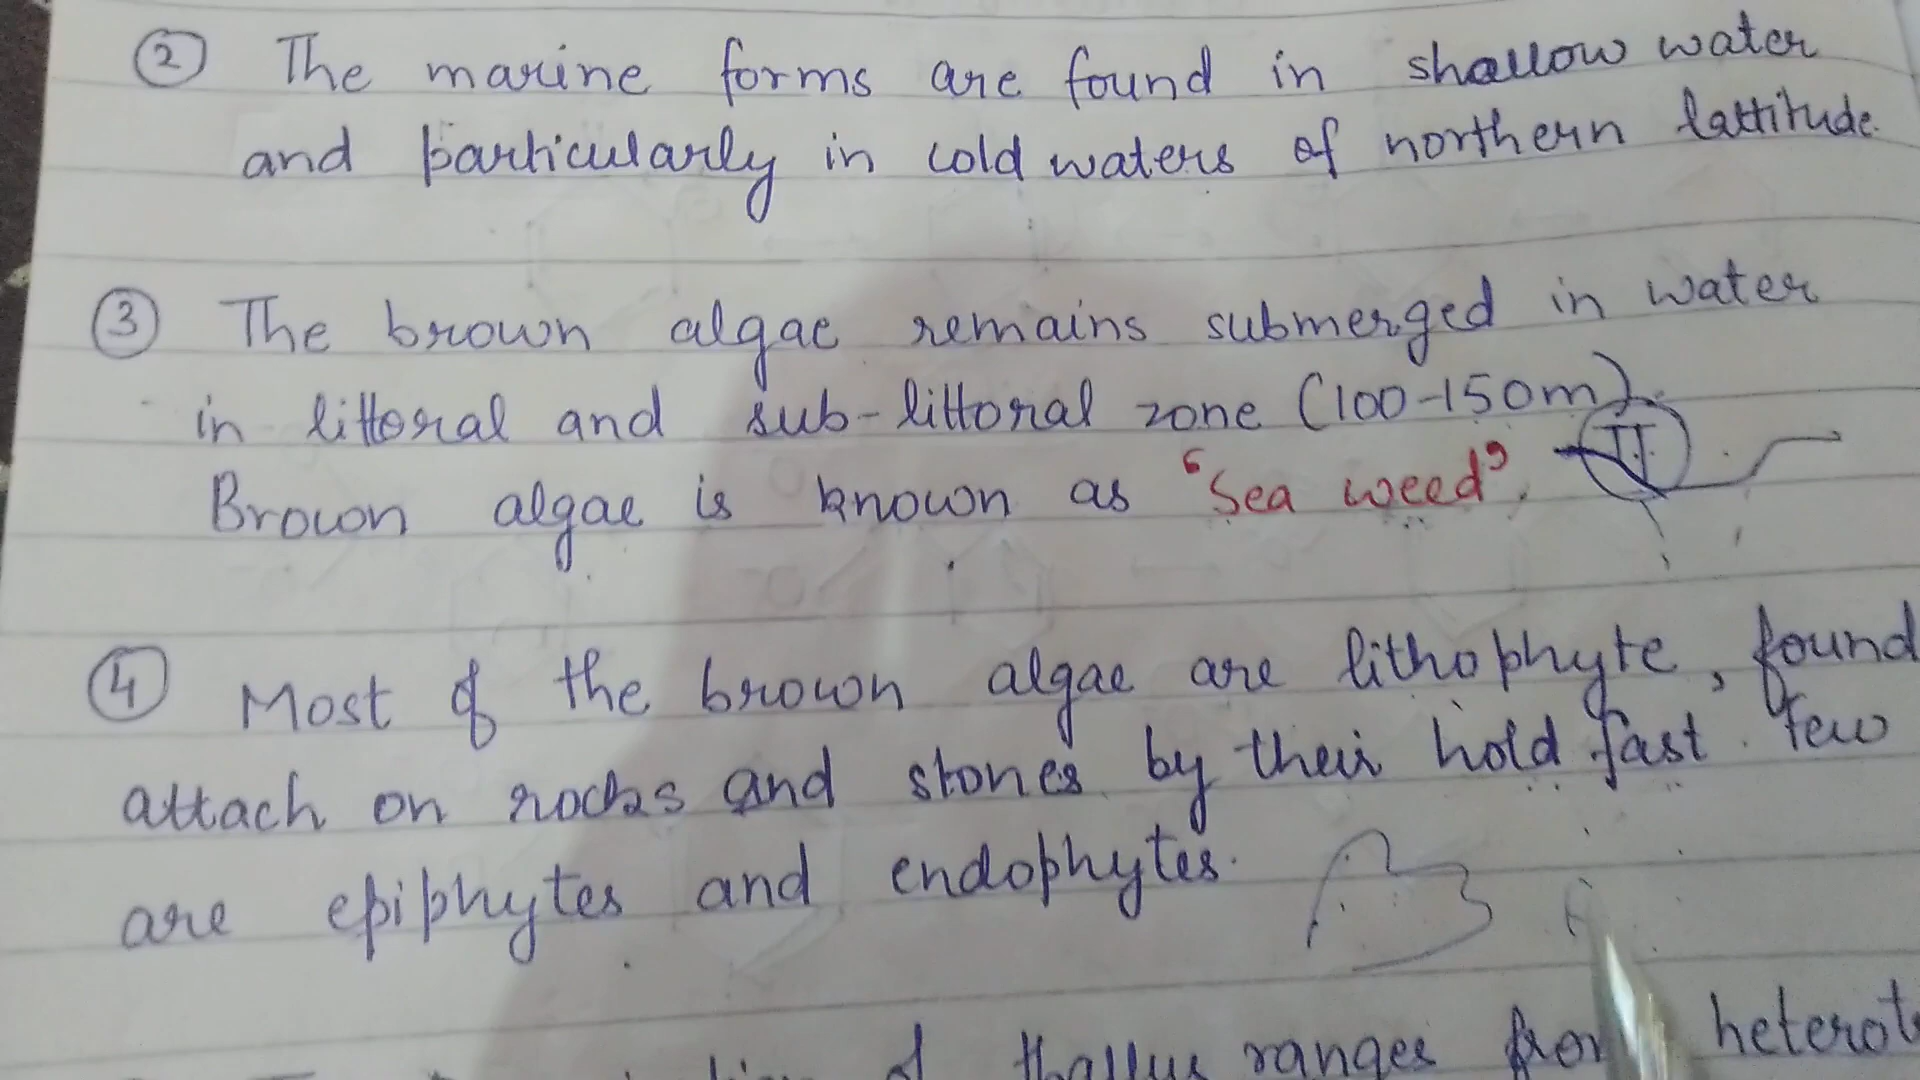 ② The marine forms are found in shallow water
and particularly in cold waters of northern lattitude.
③ The brown algae remains submerged in water
in littoral and sub-littoral zone (100-150m).
Brown algae is known as "Sea weed".
④ Most of the brown algae are lithophyte, found
attach on rocks and stones by their hold fast. Few
are epiphytes and endophytes.
of thallus ranges from heterot